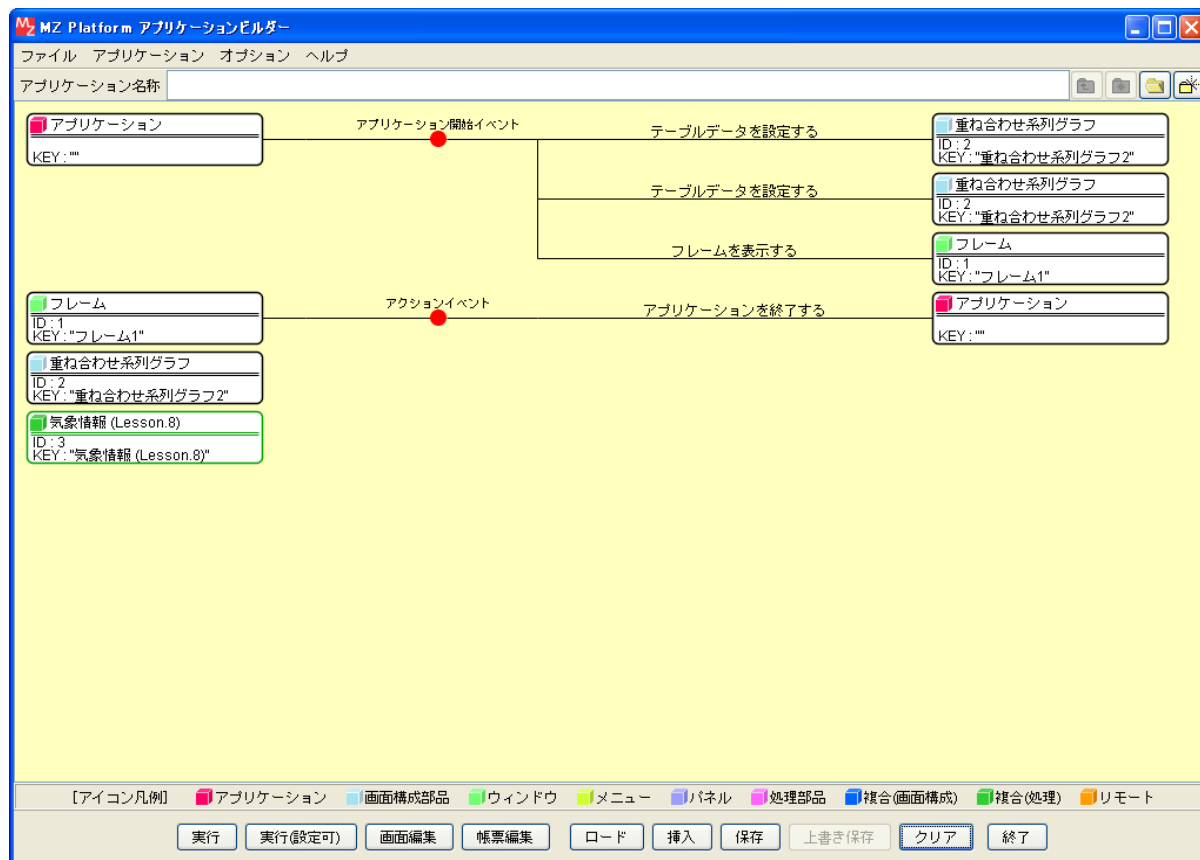 MZ Platform アプリケーションビルダー
ファイル アプリケーション オプション ヘルプ
アプリケーション名称
アプリケーション
KEY : ""
アプリケーション開始イベント
テーブルデータを設定する
重ね合わせ系列グラフ
ID : 2
KEY : "重ね合わせ系列グラフ2"
テーブルデータを設定する
重ね合わせ系列グラフ
ID : 2
KEY : "重ね合わせ系列グラフ2"
フレームを表示する
フレーム
ID : 1
KEY : "フレーム1"
フレーム
ID : 1
KEY : "フレーム1"
アクションイベント
アプリケーションを終了する
アプリケーション
KEY : ""
重ね合わせ系列グラフ
ID : 2
KEY : "重ね合わせ系列グラフ2"
気象情報 (Lesson.8)
ID : 3
KEY : "気象情報 (Lesson.8)"
[アイコン凡例] アプリケーション 画面構成部品 ウィンドウ メニュー パネル 処理部品 複合(画面構成) 複合(処理) リモート
実行 実行(設定可) 画面編集 帳票編集 ロード 挿入 保存 上書き保存 クリア 終了